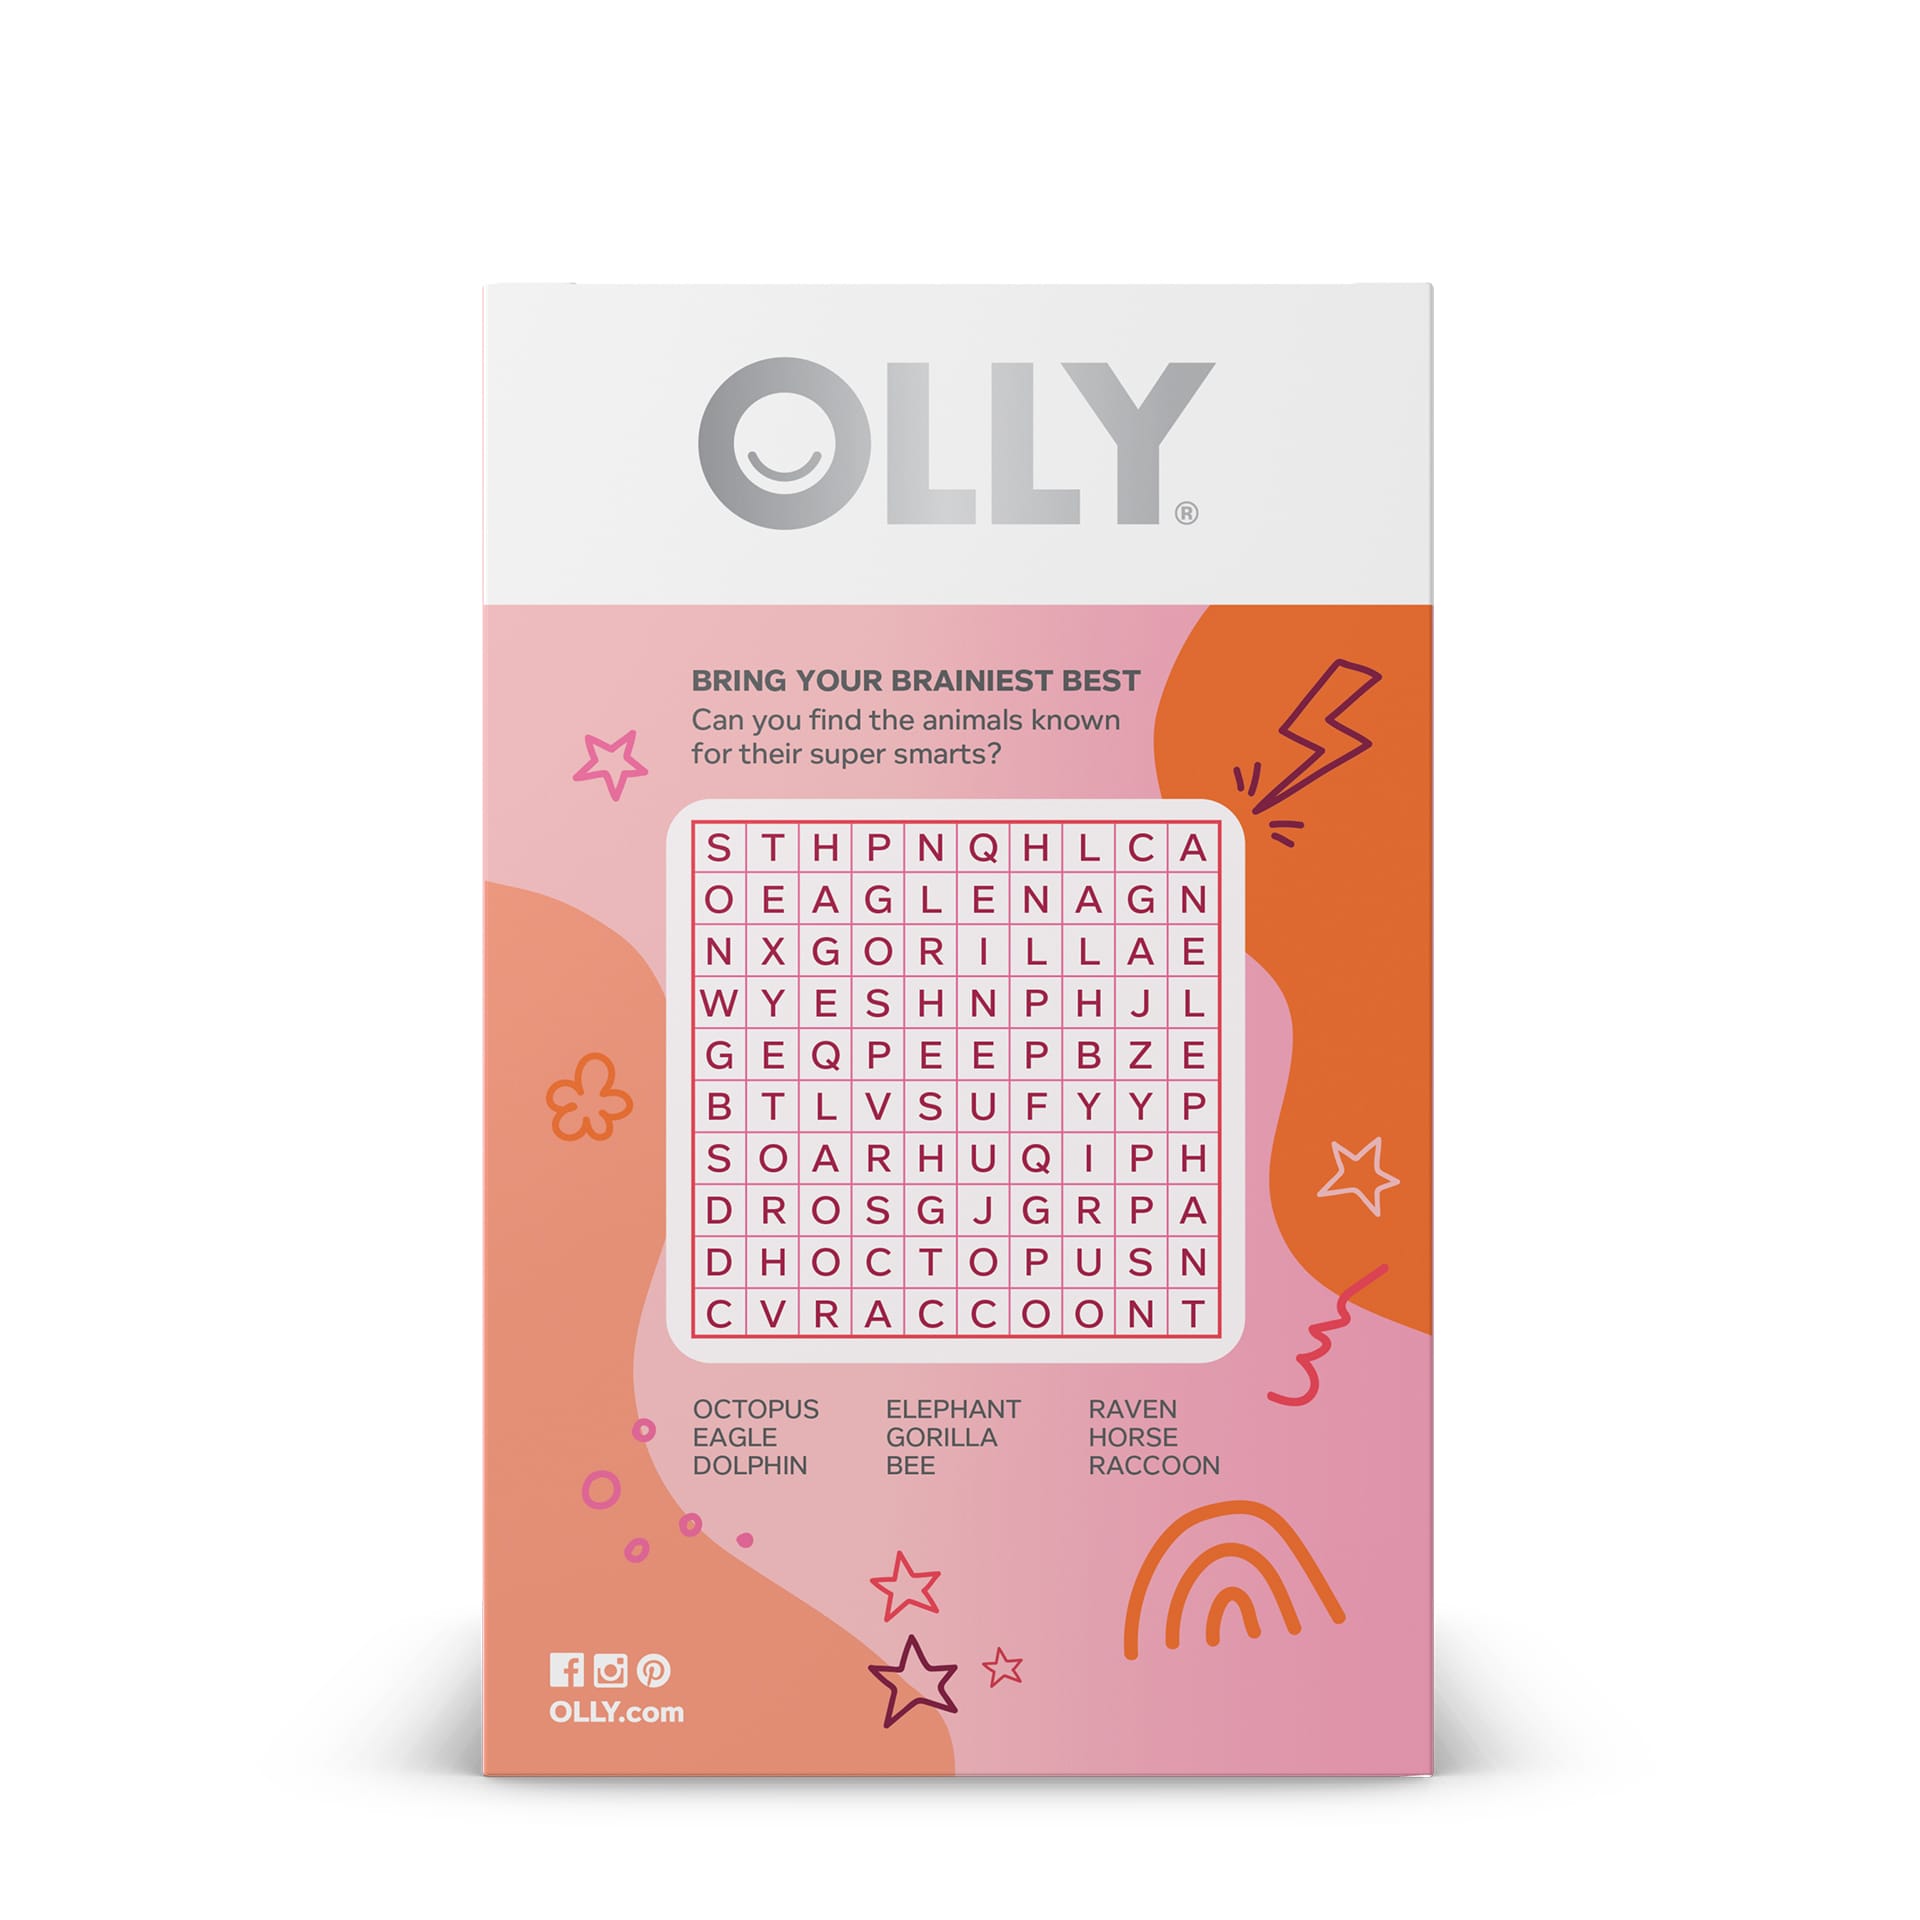 OLLY®
BRING YOUR BRAINIEST BEST
Can you find the animals known
for their super smarts?
S T H P N Q H L C A
O E A G L E N A G N
N X G O R I L L A E
W Y E S H N P H J L
G E Q P E E P B Z E
B T L V S U F Y Y P
S O A R H U Q I P H
D R O S G J G R P A
D H O C T O P U S N
C V R A C C O O N T
OCTOPUS ELEPHANT RAVEN
EAGLE GORILLA HORSE
DOLPHIN BEE RACCOON
OLLY.com